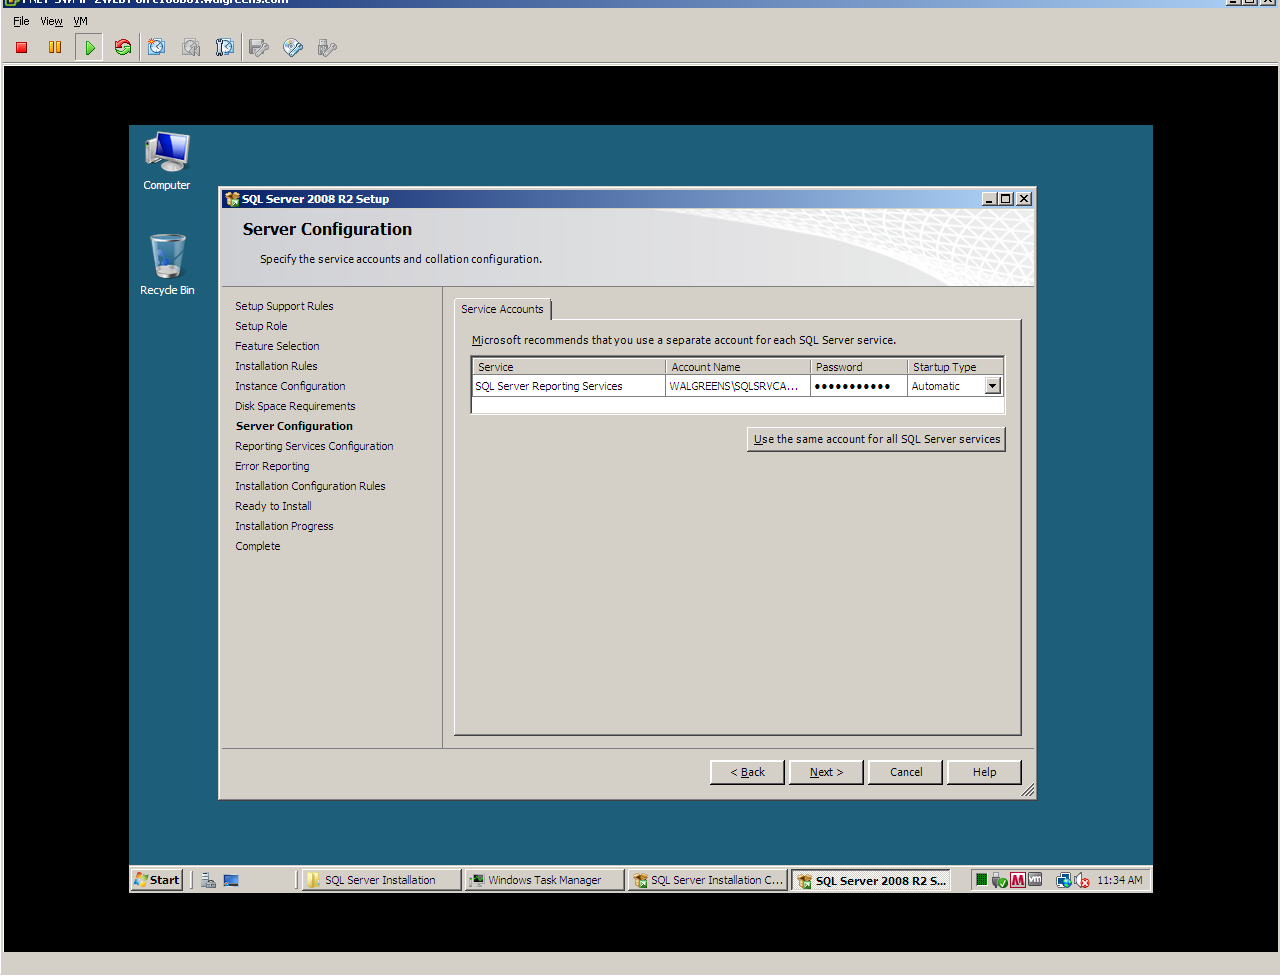 File View VM
Computer
Recycle Bin
SQL Server 2008 R2 Setup
Server Configuration
Specify the service accounts and collation configuration.
Setup Support Rules
Setup Role
Feature Selection
Installation Rules
Instance Configuration
Disk Space Requirements
Server Configuration
Reporting Services Configuration
Error Reporting
Installation Configuration Rules
Ready to Install
Installation Progress
Complete
Service Accounts
Microsoft recommends that you use a separate account for each SQL Server service.
Service Account Name Password Startup Type
SQL Server Reporting Services WALGREENS\SQLSRVCA... ●●●●●●●●●●● Automatic
Use the same account for all SQL Server services
< Back Next > Cancel Help
Start SQL Server Installation Windows Task Manager SQL Server Installation C... SQL Server 2008 R2 S... 11:34 AM